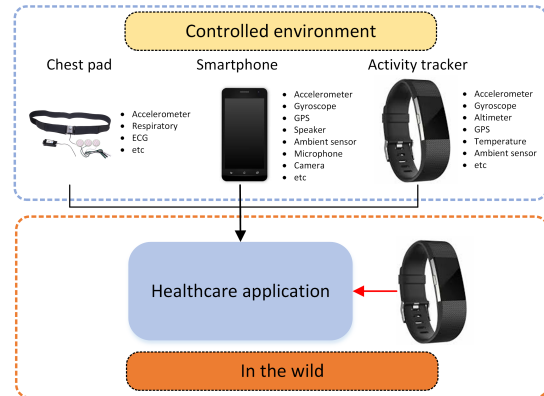 Controlled environment
Chest pad
Smartphone
Activity tracker
• Accelerometer
• Respiratory
• ECG
• etc
• Accelerometer
• Gyroscope
• GPS
• Speaker
• Ambient sensor
• Microphone
• Camera
• etc
• Accelerometer
• Gyroscope
• Altimeter
• GPS
• Temperature
• Ambient sensor
• etc
Healthcare application
In the wild